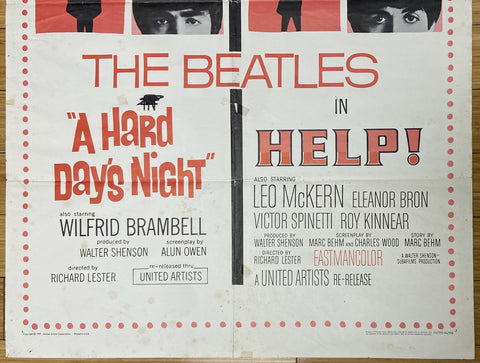 THE BEATLES
IN
"A HARD
DAY'S NIGHT"
also starring
WILFRID BRAMBELL
produced by
WALTER SHENSON
screenplay by
ALUN OWEN
directed by
RICHARD LESTER
re-released thru
UNITED ARTISTS
HELP!
ALSO STARRING
LEO McKERN ELEANOR BRON
VICTOR SPINETTI ROY KINNEAR
PRODUCED BY
WALTER SHENSON
SCREENPLAY BY
MARC BEHM AND CHARLES WOOD
STORY BY
MARC BEHM
DIRECTED BY
RICHARD LESTER
EASTMANCOLOR
A WALTER SHENSON-
SUBAFILMS PRODUCTION
A UNITED ARTISTS RE-RELEASE